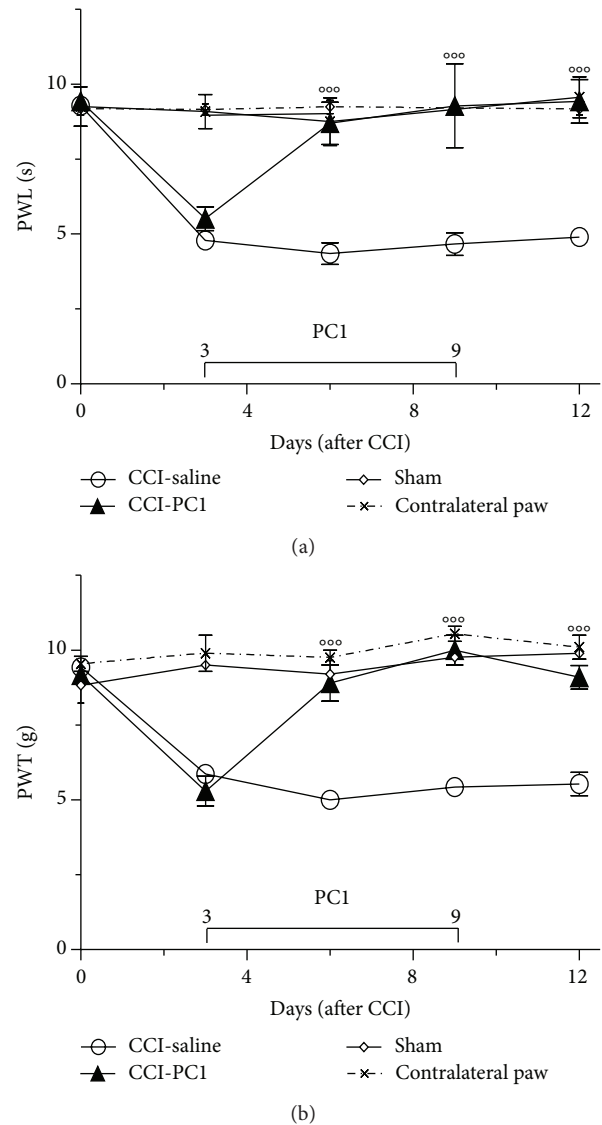 °°°
°°°
°°°
10
PWL (s)
5
PC1
3
9
0
0
4
8
12
Days (after CCI)
CCI-saline
Sham
CCI-PC1
Contralateral paw
(a)
°°°
°°°
°°°
10
PWT (g)
5
PC1
3
9
0
0
4
8
12
Days (after CCI)
CCI-saline
Sham
CCI-PC1
Contralateral paw
(b)